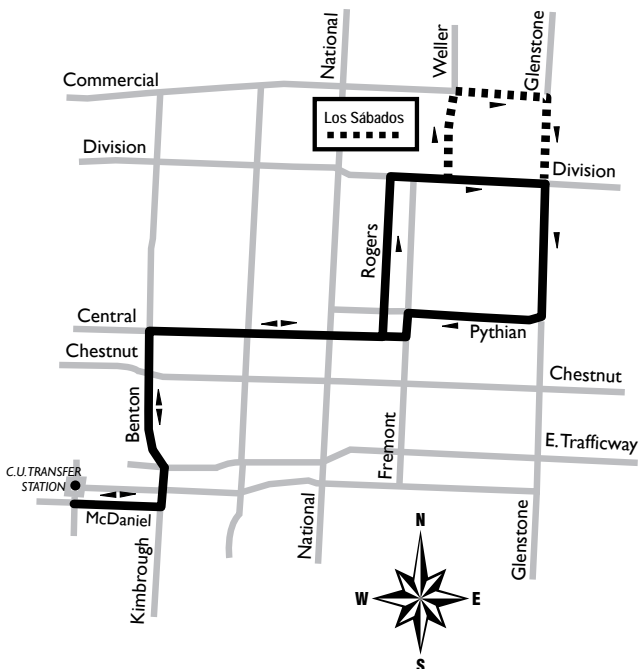 National
Weller
Glenstone
Commercial
Los Sábados
Division
Division
Rogers
Central
Pythian
Chestnut
Chestnut
Benton
E. Trafficway
Fremont
C.U. TRANSFER
STATION
McDaniel
National
Glenstone
Kimbrough
N
W
E
S